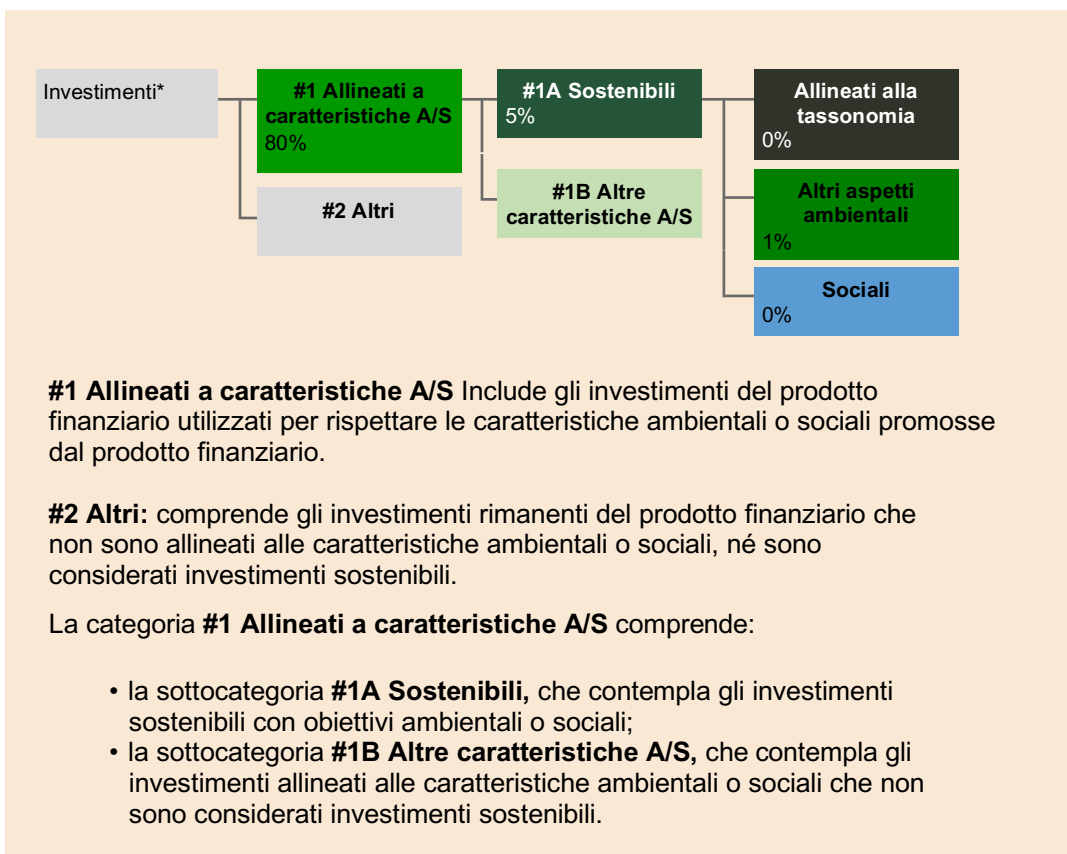 Investimenti*
#1 Allineati a
caratteristiche A/S
80%
#2 Altri
#1A Sostenibili
5%
#1B Altre
caratteristiche A/S
Allineati alla
tassonomia
0%
Altri aspetti
ambientali
1%
Sociali
0%
#1 Allineati a caratteristiche A/S Include gli investimenti del prodotto
finanziario utilizzati per rispettare le caratteristiche ambientali o sociali promosse
dal prodotto finanziario.
#2 Altri: comprende gli investimenti rimanenti del prodotto finanziario che
non sono allineati alle caratteristiche ambientali o sociali, né sono
considerati investimenti sostenibili.
La categoria #1 Allineati a caratteristiche A/S comprende:
• la sottocategoria #1A Sostenibili, che contempla gli investimenti
sostenibili con obiettivi ambientali o sociali;
• la sottocategoria #1B Altre caratteristiche A/S, che contempla gli
investimenti allineati alle caratteristiche ambientali o sociali che non
sono considerati investimenti sostenibili.